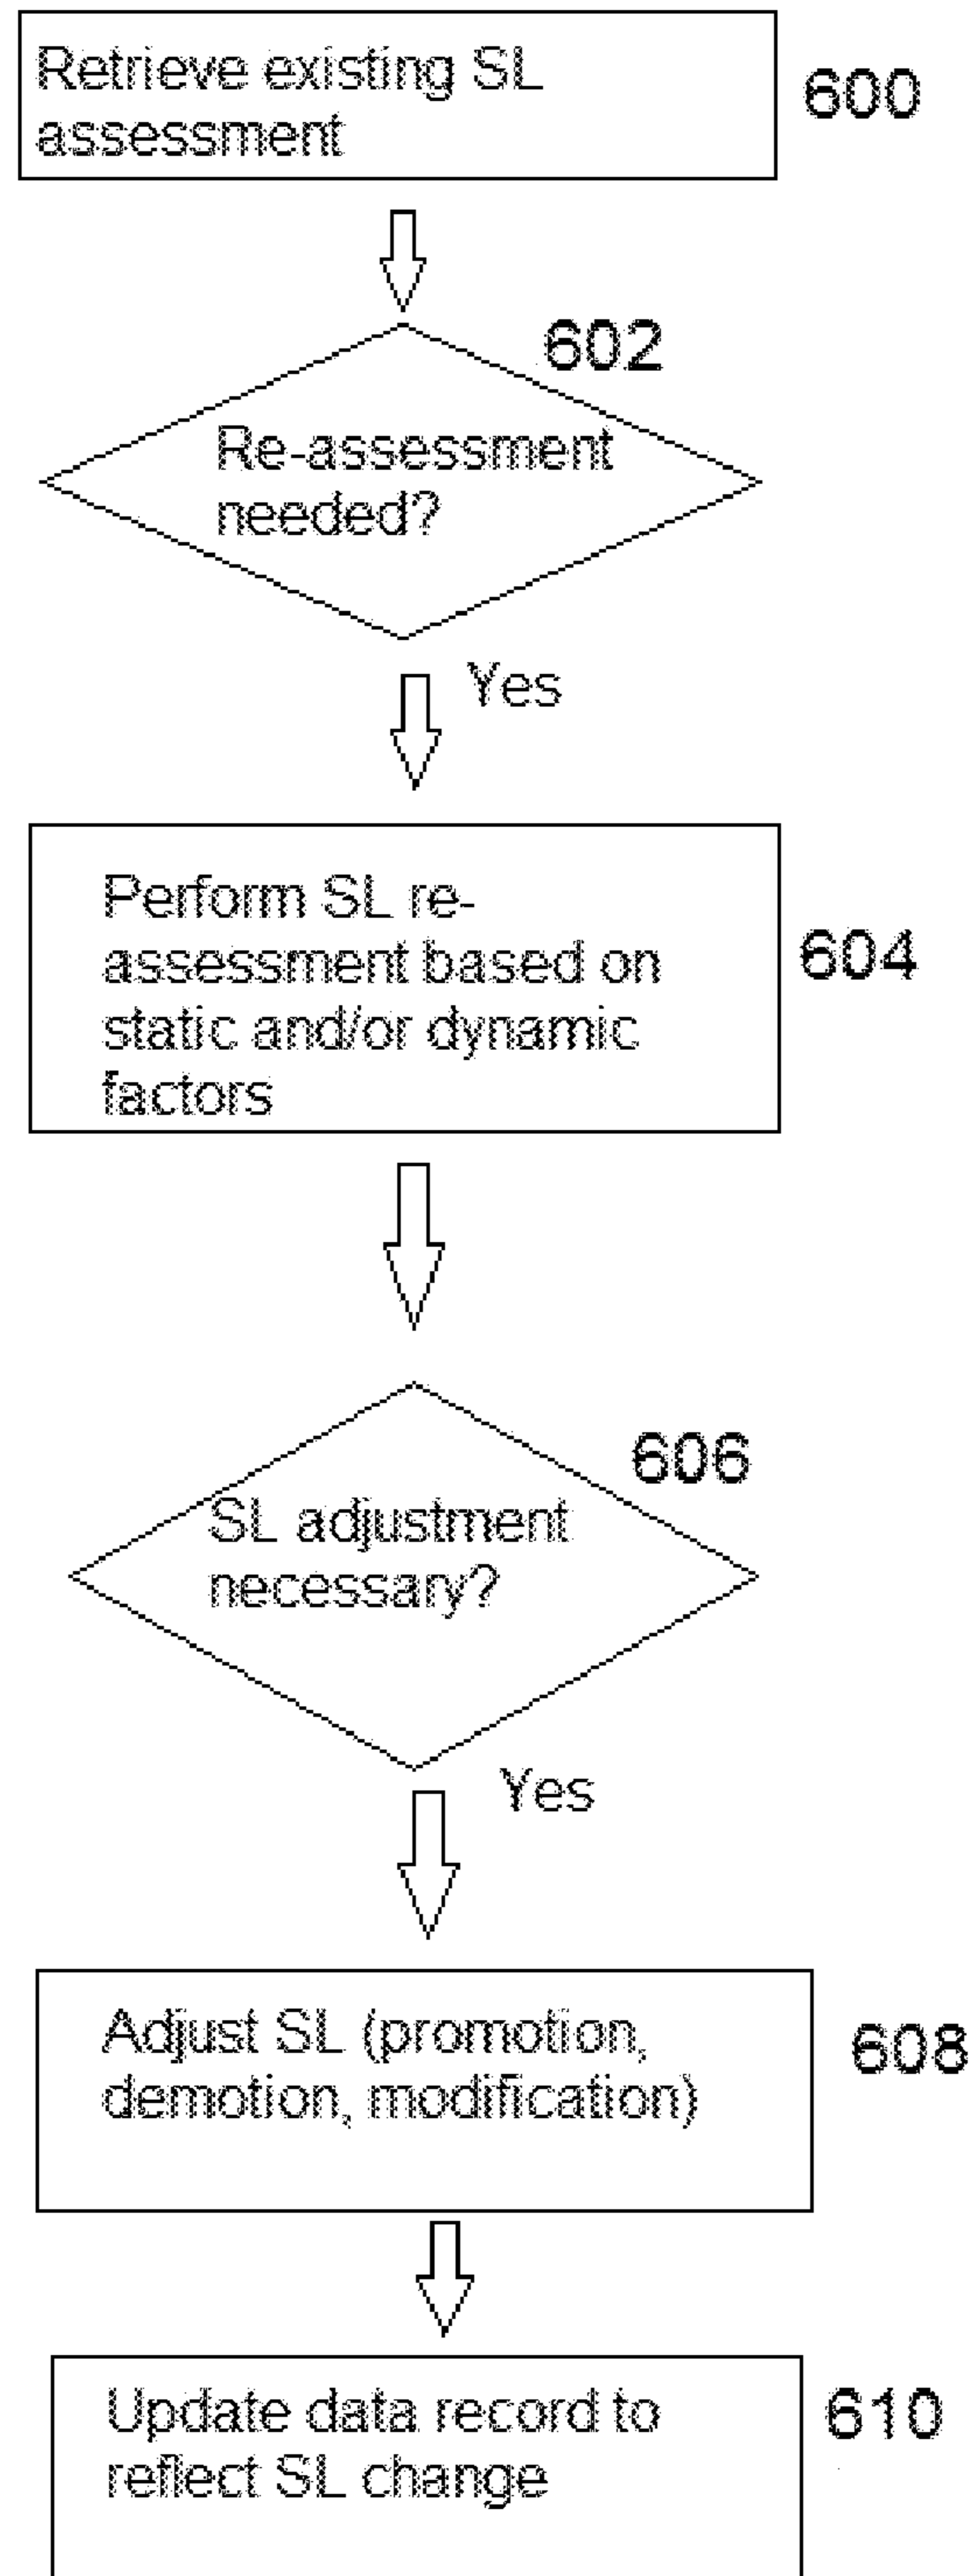 Retrieve existing SL
assessment
600
602
Re-assessment
needed?
Yes
Perform SL re-
assessment based on
static and/or dynamic
factors
604
606
SL adjustment
necessary?
Yes
Adjust SL (promotion,
demotion, modification)
608
Update data record to
reflect SL change
610